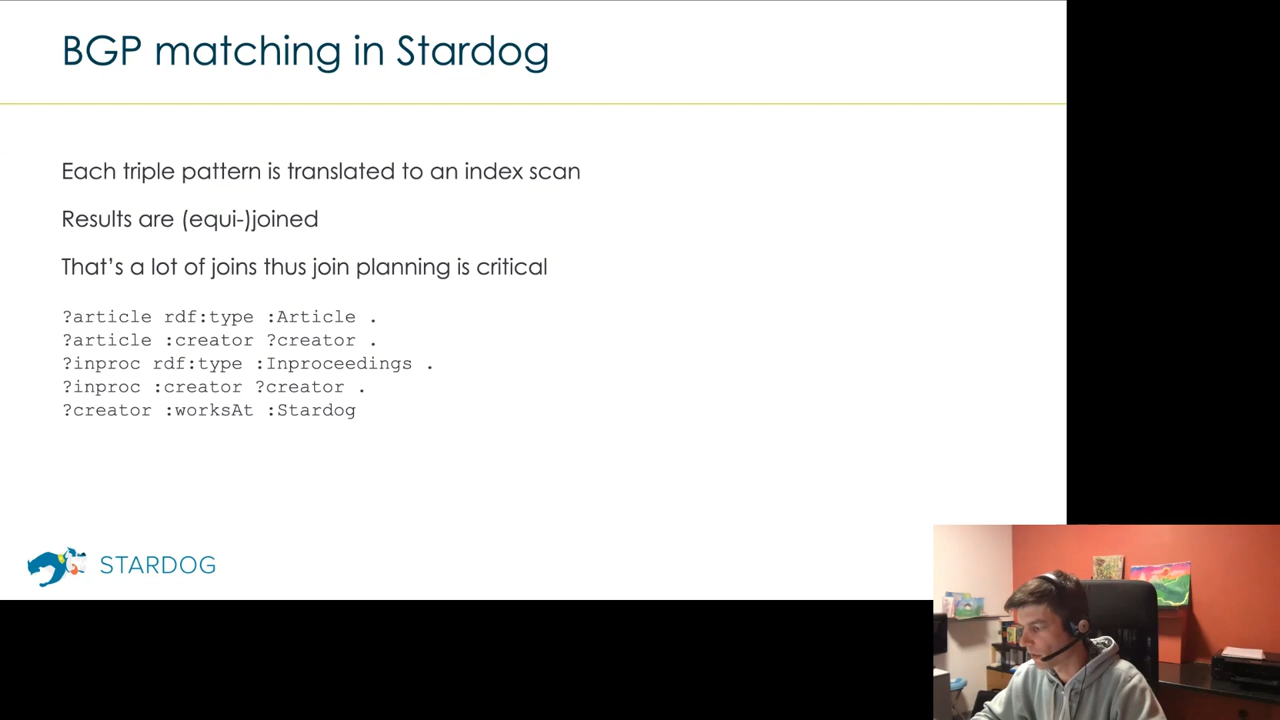 BGP matching in Stardog
Each triple pattern is translated to an index scan
Results are (equi-)joined
That's a lot of joins thus join planning is critical
?article rdf:type :Article .
?article :creator ?creator .
?inproc rdf:type :Inproceedings .
?inproc :creator ?creator .
?creator :worksAt :Stardog
STARDOG